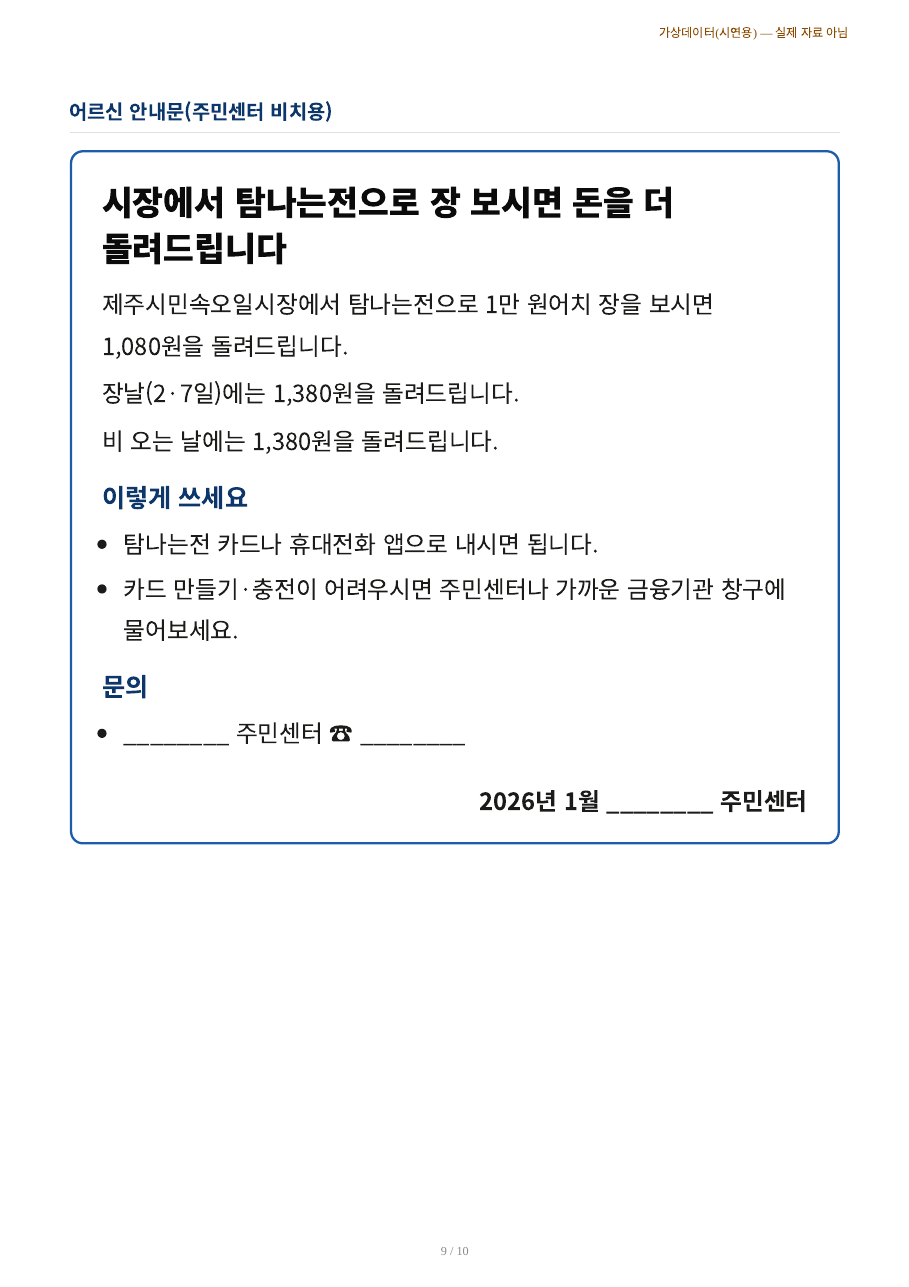 가상데이터(시연용) — 실제 자료 아님
어르신 안내문(주민센터 비치용)
시장에서 탐나는전으로 장 보시면 돈을 더
돌려드립니다
제주시민속오일시장에서 탐나는전으로 1만 원어치 장을 보시면
1,080원을 돌려드립니다.
장날(2·7일)에는 1,380원을 돌려드립니다.
비 오는 날에는 1,380원을 돌려드립니다.
이렇게 쓰세요
• 탐나는전 카드나 휴대전화 앱으로 내시면 됩니다.
• 카드 만들기·충전이 어려우시면 주민센터나 가까운 금융기관 창구에
물어보세요.
문의
• ________ 주민센터 ☎ ________
2026년 1월 ________ 주민센터
9 / 10